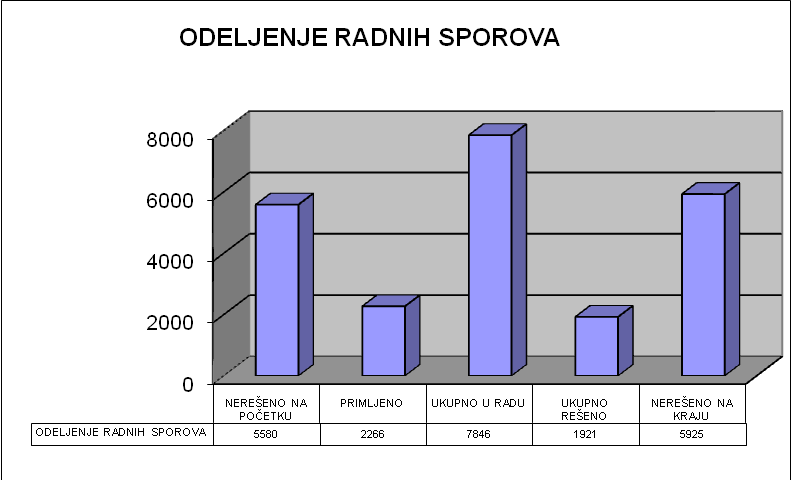 ODELJENJE RADNIH SPOROVA
8000
6000
4000
2000
0
NEREŠENO NA
POČETKU
PRIMLJENO
UKUPNO U RADU
UKUPNO
REŠENO
NEREŠENO NA
KRAJU
ODELJENJE RADNIH SPOROVA 5580 2266 7846 1921 5925